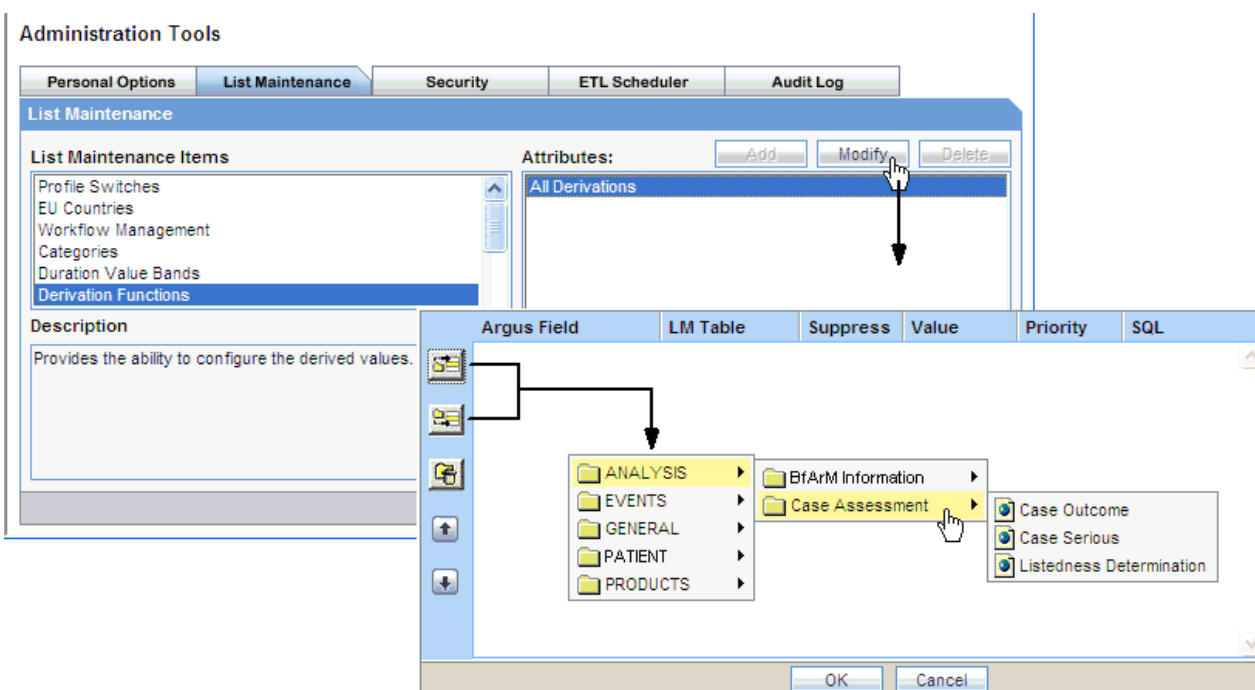 Administration Tools
Personal Options List Maintenance Security ETL Scheduler Audit Log
List Maintenance
List Maintenance Items
Attributes: Add Modify Delete
Profile Switches
EU Countries
Workflow Management
Categories
Duration Value Bands
Derivation Functions
All Derivations
Description
Provides the ability to configure the derived values.
Argus Field LM Table Suppress Value Priority SQL
ANALYSIS
EVENTS
GENERAL
PATIENT
PRODUCTS
BfArM Information
Case Assessment
Case Outcome
Case Serious
Listedness Determination
OK Cancel